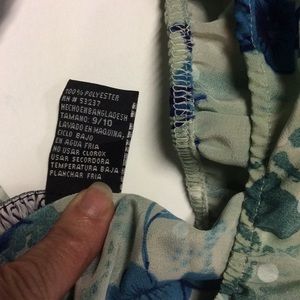 100% POLYESTER
RN # 53237
HECHO EN BANGLADESH
TAMANO: 9/10
LAVADO EN MAQUINA,
CICLO BAJO
EN AGUA FRIA
NO USAR CLOROX
USAR SECORDORA
TEMPERATURA BAJA
PLANCHAR FRIA